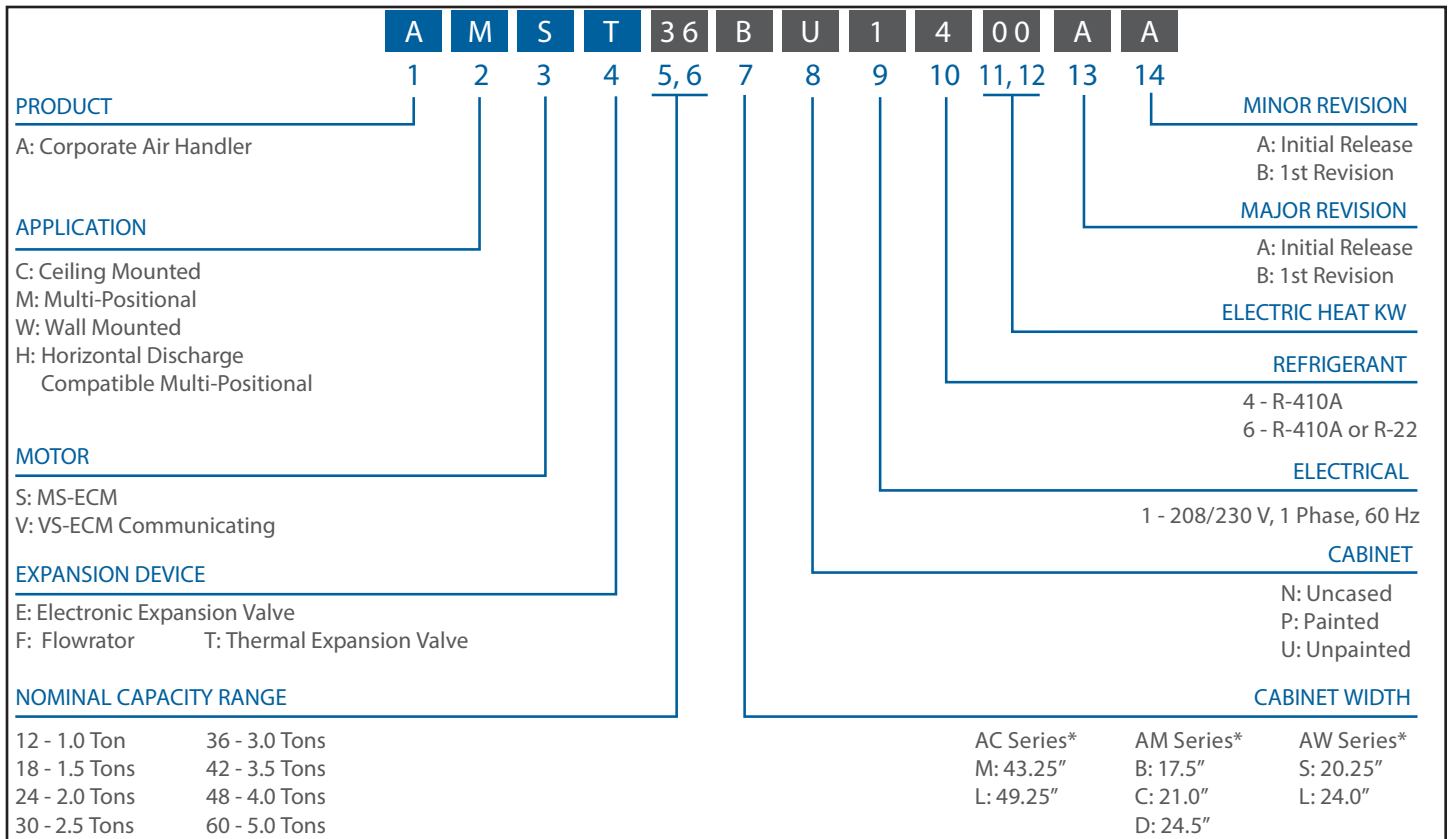 A M S T 36 B U 1 4 00 A A
1 2 3 4 5, 6 7 8 9 10 11, 12 13 14
PRODUCT
A: Corporate Air Handler
APPLICATION
C: Ceiling Mounted
M: Multi-Positional
W: Wall Mounted
H: Horizontal Discharge
Compatible Multi-Positional
MOTOR
S: MS-ECM
V: VS-ECM Communicating
EXPANSION DEVICE
E: Electronic Expansion Valve
F: Flowrator T: Thermal Expansion Valve
NOMINAL CAPACITY RANGE
12 - 1.0 Ton 36 - 3.0 Tons
18 - 1.5 Tons 42 - 3.5 Tons
24 - 2.0 Tons 48 - 4.0 Tons
30 - 2.5 Tons 60 - 5.0 Tons
MINOR REVISION
A: Initial Release
B: 1st Revision
MAJOR REVISION
A: Initial Release
B: 1st Revision
ELECTRIC HEAT KW
REFRIGERANT
4 - R-410A
6 - R-410A or R-22
ELECTRICAL
1 - 208/230 V, 1 Phase, 60 Hz
CABINET
N: Uncased
P: Painted
U: Unpainted
CABINET WIDTH
AC Series* AM Series* AW Series*
M: 43.25” B: 17.5” S: 20.25”
L: 49.25” C: 21.0” L: 24.0”
D: 24.5”